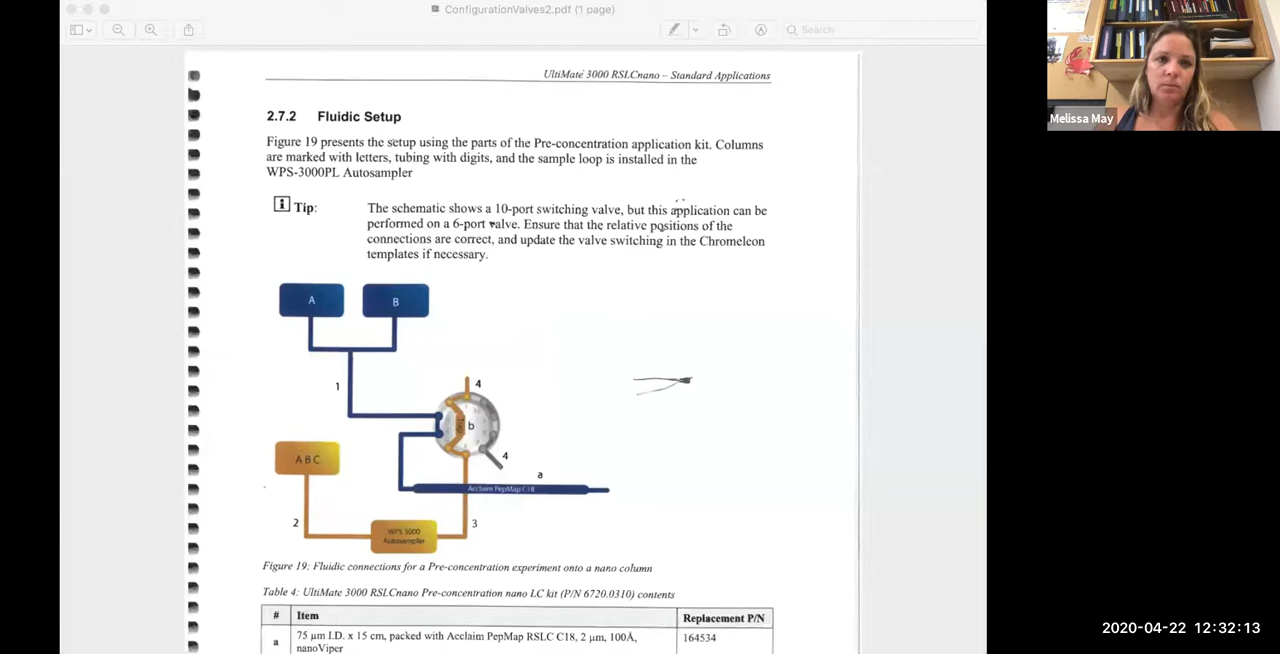 ConfigurationValves2.pdf (1 page)
Search
UltiMate 3000 RSLCnano – Standard Applications
2.7.2 Fluidic Setup
Figure 19 presents the setup using the parts of the Pre-concentration application kit. Columns
are marked with letters, tubing with digits, and the sample loop is installed in the
WPS-3000PL Autosampler
Tip: The schematic shows a 10-port switching valve, but this application can be
performed on a 6-port valve. Ensure that the relative positions of the
connections are correct, and update the valve switching in the Chromeleon
templates if necessary.
A B
1
4
b
4
A B C
a
Acclaim PepMap C18
2
3
WPS 3000
Autosampler
Figure 19: Fluidic connections for a Pre-concentration experiment onto a nano column
Table 4: UltiMate 3000 RSLCnano Pre-concentration nano LC kit (P/N 6720.0310) contents
# Item Replacement P/N
a 75 μm I.D. x 15 cm, packed with Acclaim PepMap RSLC C18, 2 μm, 100Å, 164534
nanoViper
Melissa May
2020-04-22 12:32:13